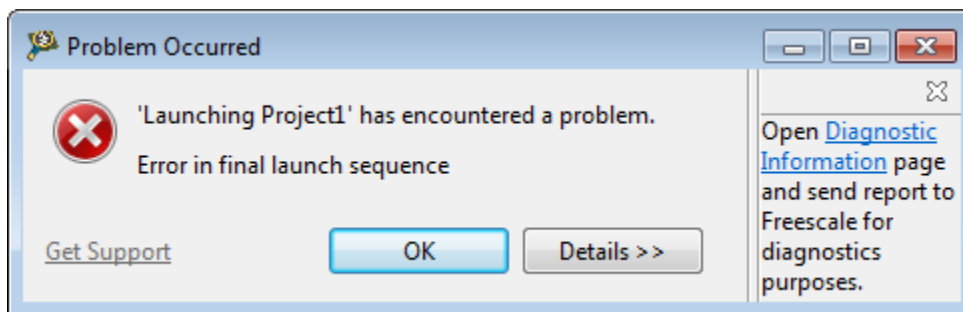 Problem Occurred
'Launching Project1' has encountered a problem.
Error in final launch sequence
Get Support
OK
Details >>
Open Diagnostic
Information page
and send report to
Freescale for
diagnostics
purposes.